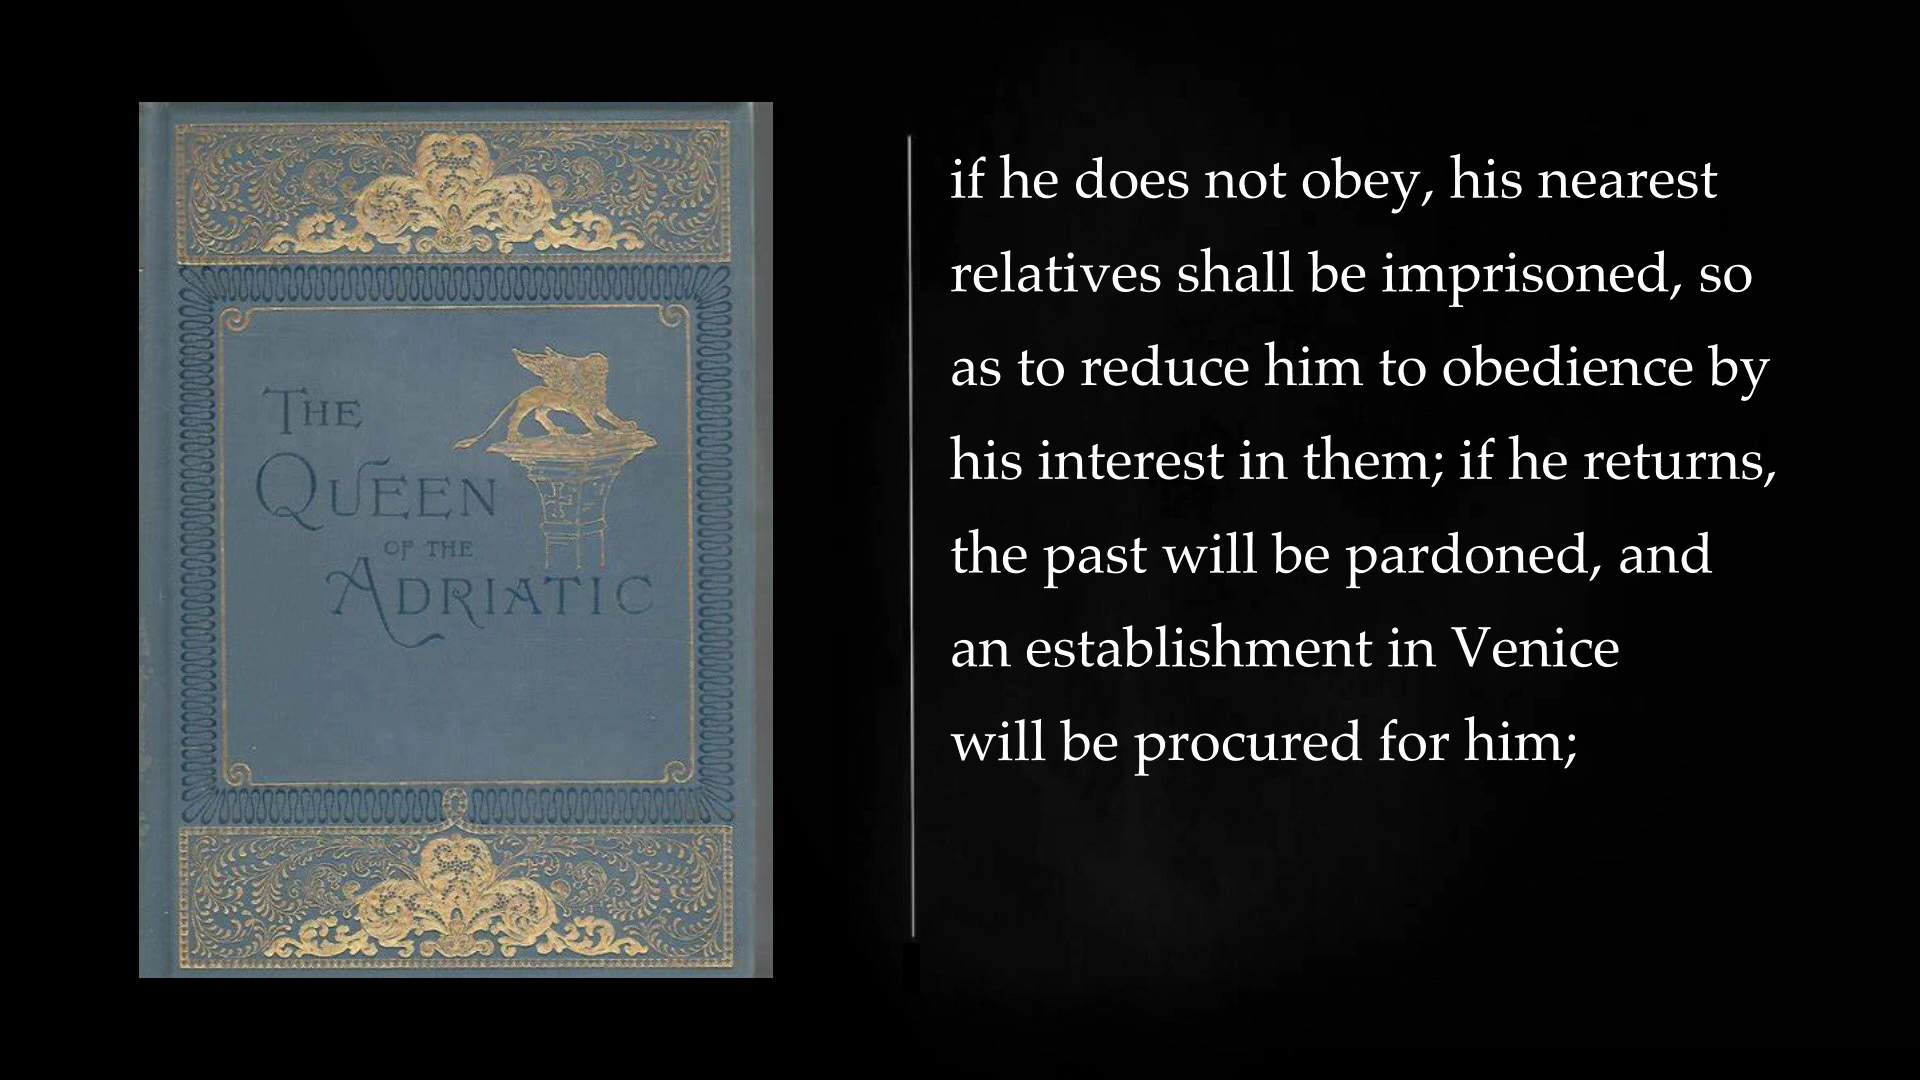 THE
QUEEN
OF THE
ADRIATIC
if he does not obey, his nearest
relatives shall be imprisoned, so
as to reduce him to obedience by
his interest in them; if he returns,
the past will be pardoned, and
an establishment in Venice
will be procured for him;